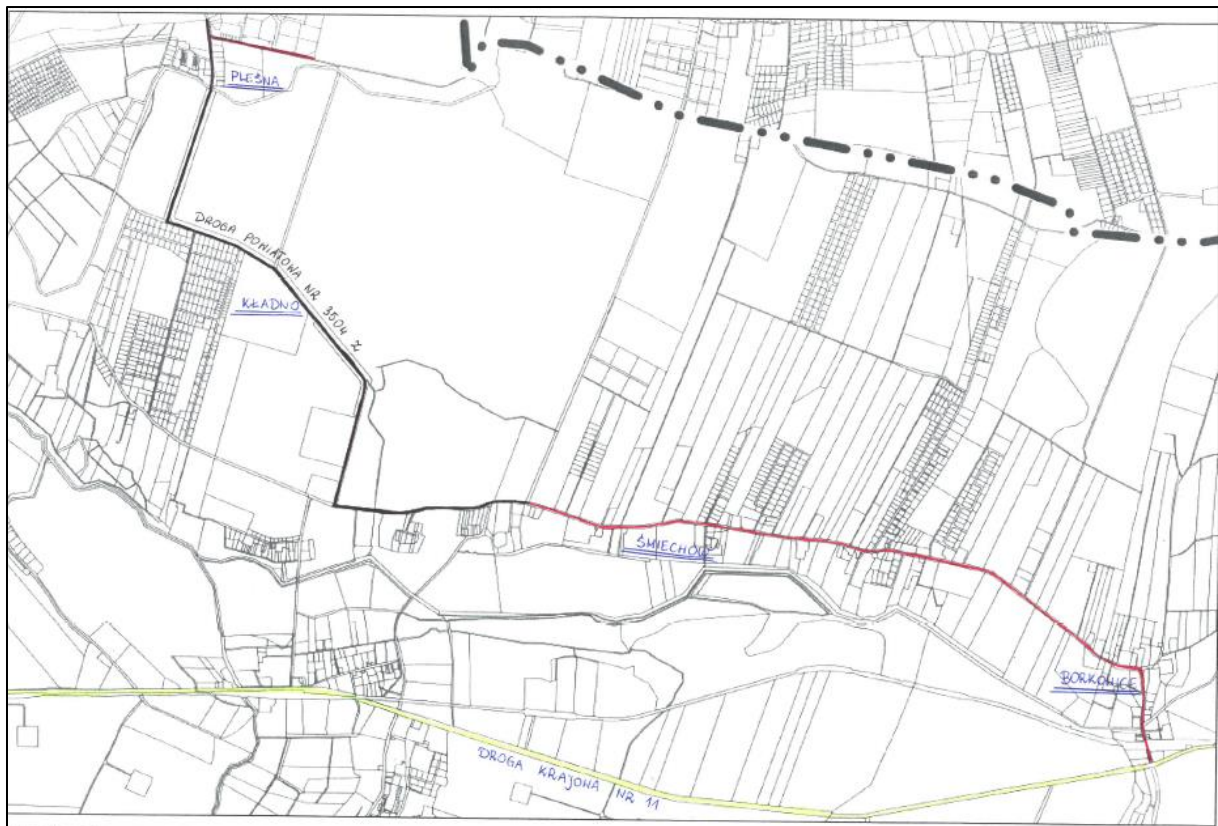 PLEŚNA
DROGA POWIATOWA NR 3504 Z
KŁADNO
ŚMIECHÓW
BORKOWICE
DROGA KRAJOWA NR 11